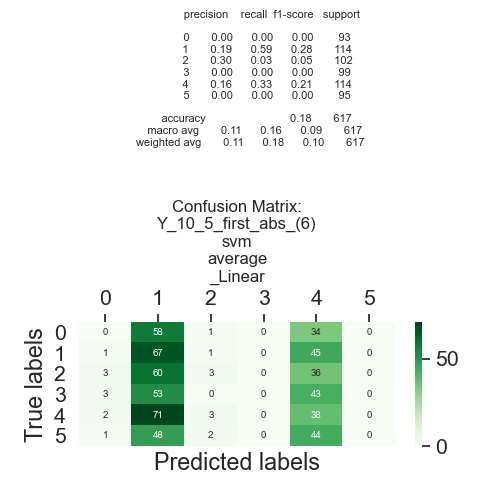 precision recall f1-score support
0 0.00 0.00 0.00 93
1 0.19 0.59 0.28 114
2 0.30 0.03 0.05 102
3 0.00 0.00 0.00 99
4 0.16 0.33 0.21 114
5 0.00 0.00 0.00 95
accuracy 0.18 617
macro avg 0.11 0.16 0.09 617
weighted avg 0.11 0.18 0.10 617
Confusion Matrix:
Y_10_5_first_abs_(6)
svm
average
_Linear
0 1 2 3 4 5
0 0 58 1 0 34 0
1 1 67 1 0 45 0
2 3 60 3 0 36 0
3 3 53 0 0 43 0
4 2 71 3 0 38 0
5 1 48 2 0 44 0
True labels
Predicted labels
50
0